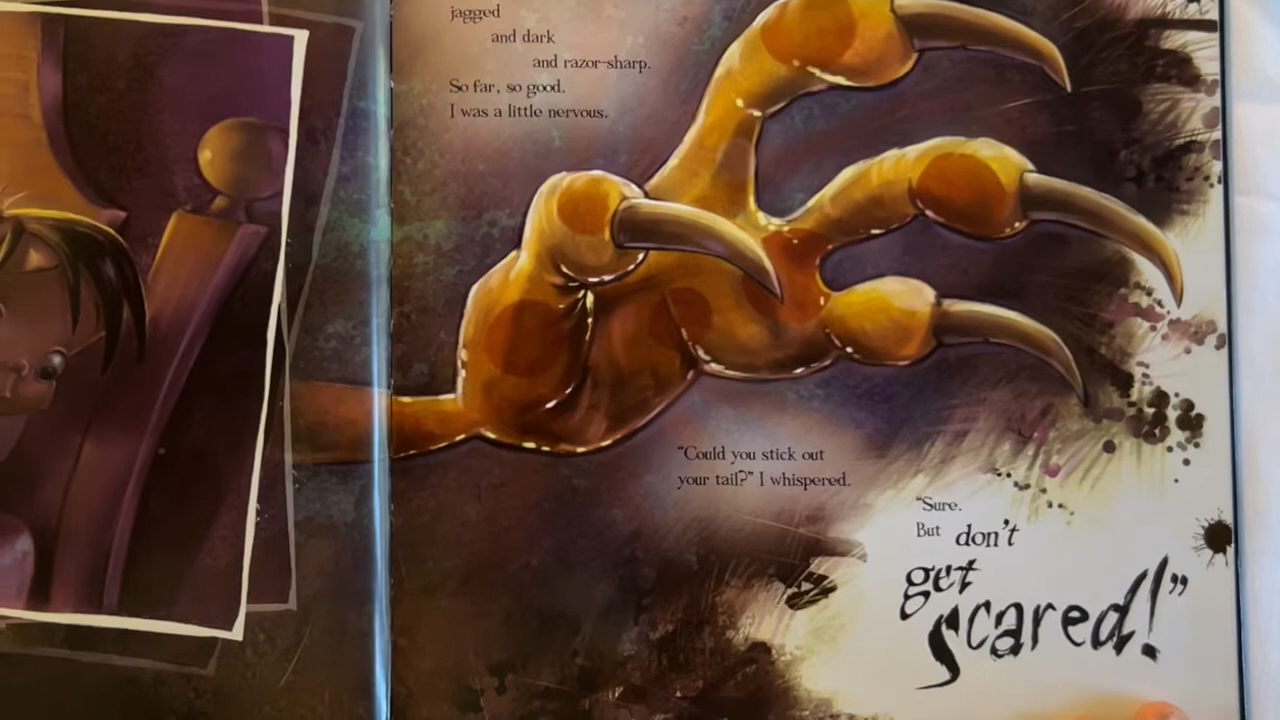 jagged
and dark
and razor-sharp.
So far, so good.
I was a little nervous.
“Could you stick out
your tail?” I whispered.
“Sure.
But don’t
get
scared!”